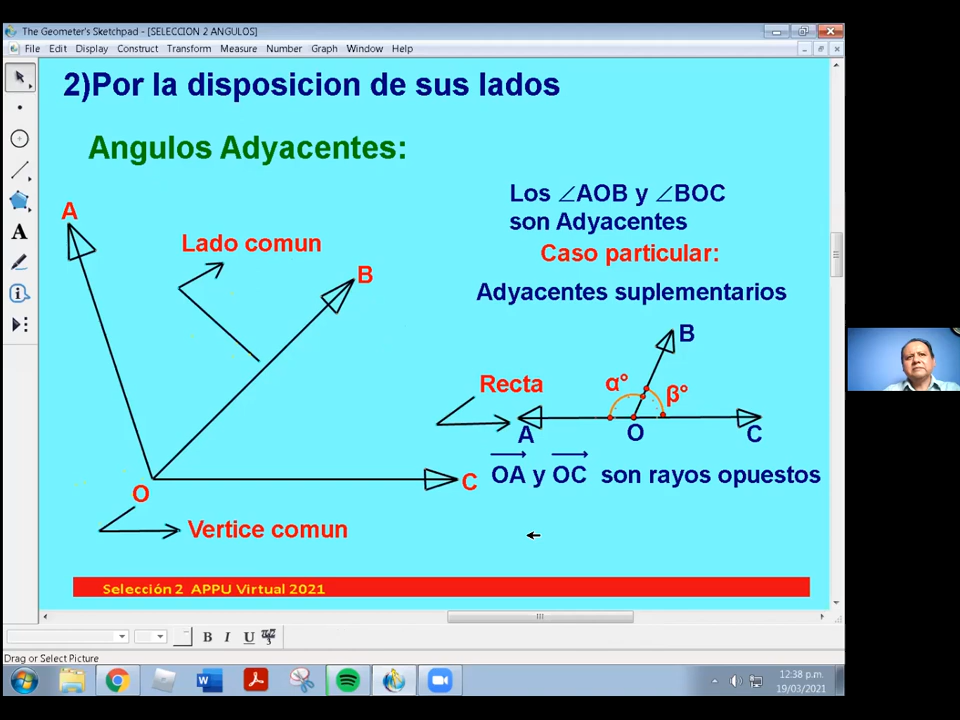 The Geometer's Sketchpad - [SELECCION 2 ANGULOS]
File Edit Display Construct Transform Measure Number Graph Window Help
2)Por la disposicion de sus lados
Angulos Adyacentes:
A
Lado comun
B
O
C
Vertice comun
Los ∠AOB y ∠BOC
son Adyacentes
Caso particular:
Adyacentes suplementarios
B
Recta
α°
β°
A
O
C
OA y OC son rayos opuestos
Selección 2 APPU Virtual 2021
B I U
Drag or Select Picture
12:38 p.m.
19/03/2021